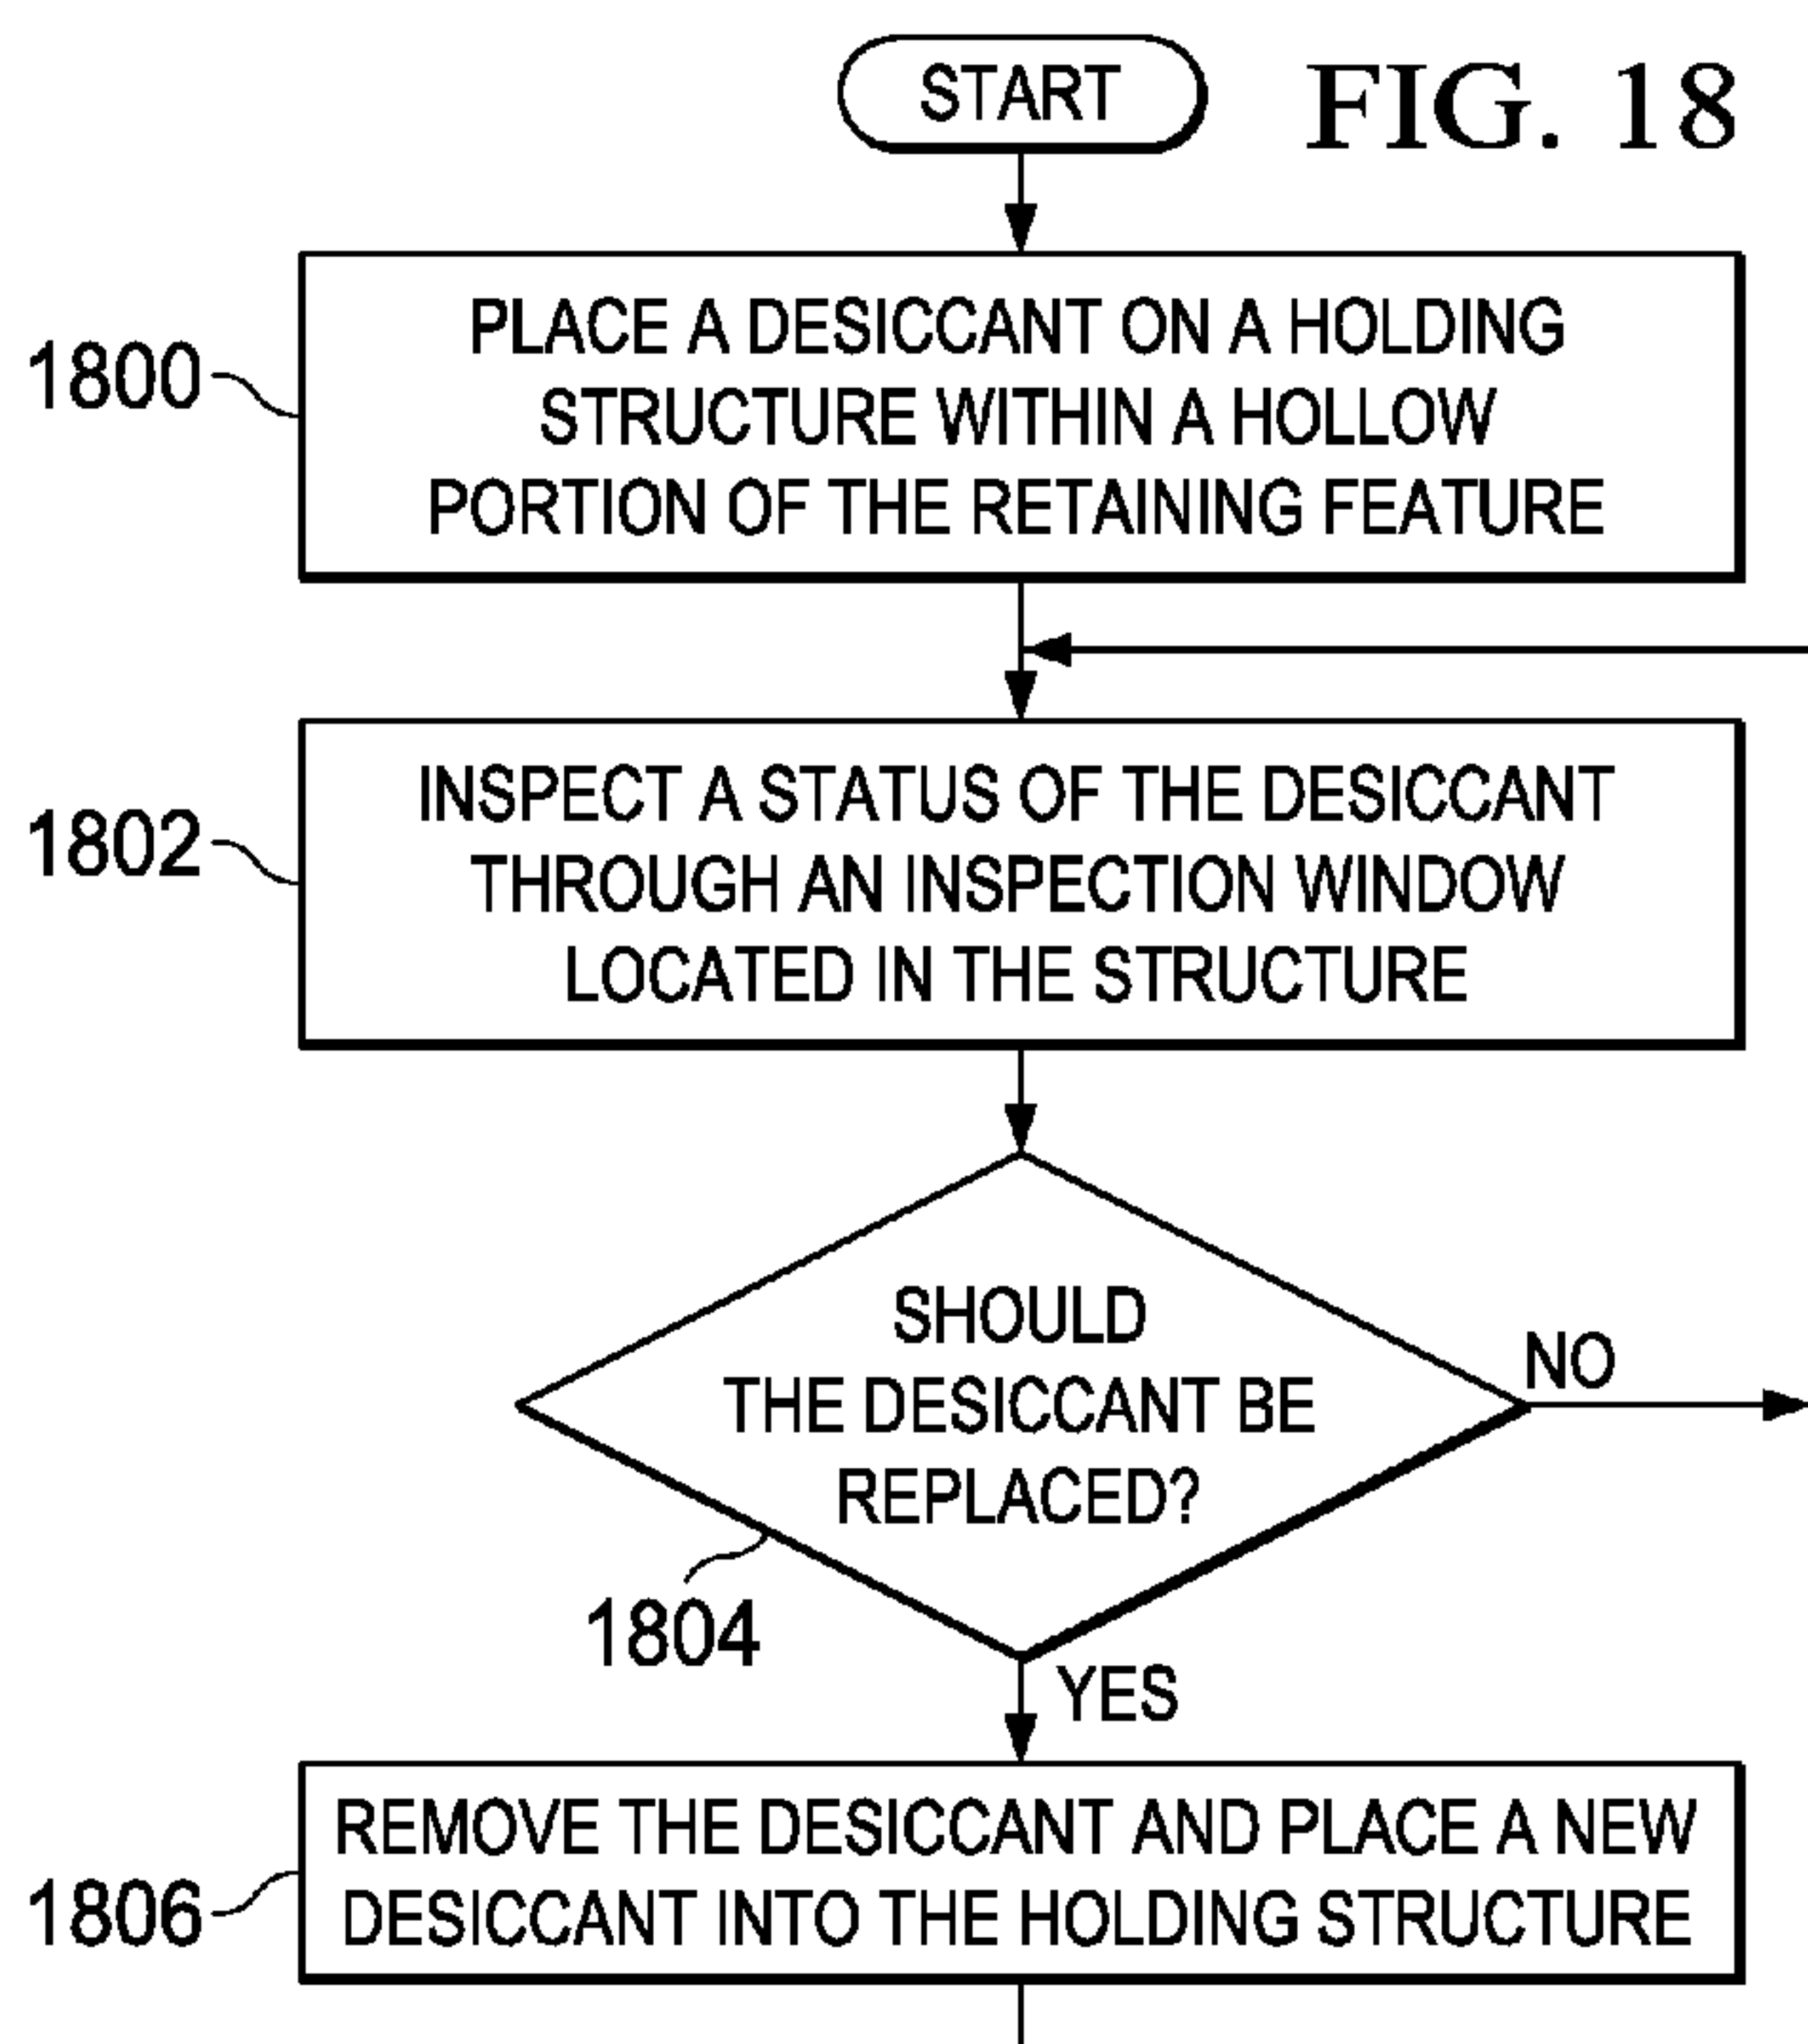 START
FIG. 18
1800
PLACE A DESICCANT ON A HOLDING
STRUCTURE WITHIN A HOLLOW
PORTION OF THE RETAINING FEATURE
1802
INSPECT A STATUS OF THE DESICCANT
THROUGH AN INSPECTION WINDOW
LOCATED IN THE STRUCTURE
SHOULD
THE DESICCANT BE
REPLACED?
NO
1804
YES
1806
REMOVE THE DESICCANT AND PLACE A NEW
DESICCANT INTO THE HOLDING STRUCTURE